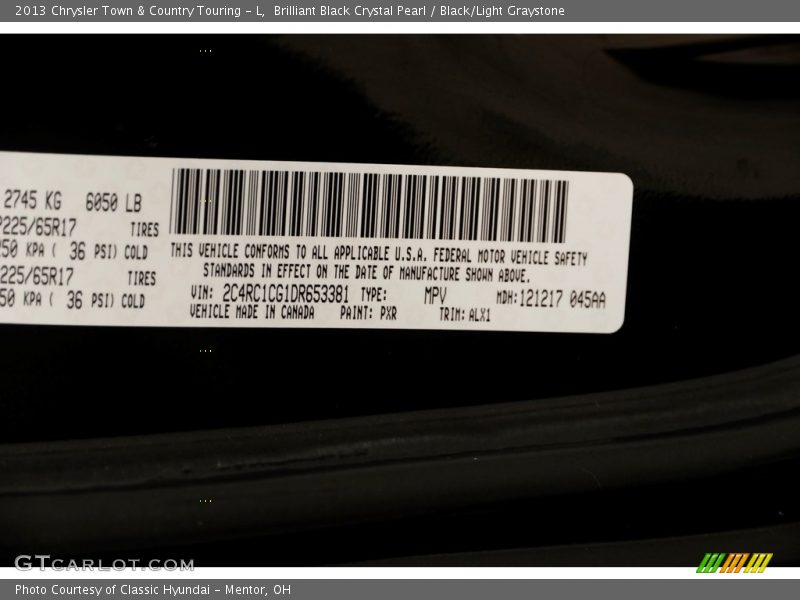 2013 Chrysler Town & Country Touring - L, Brilliant Black Crystal Pearl / Black/Light Graystone
2745 KG 6050 LB
P225/65R17 TIRES
250 KPA ( 36 PSI) COLD
225/65R17 TIRES
50 KPA ( 36 PSI) COLD
THIS VEHICLE CONFORMS TO ALL APPLICABLE U.S.A. FEDERAL MOTOR VEHICLE SAFETY
STANDARDS IN EFFECT ON THE DATE OF MANUFACTURE SHOWN ABOVE.
VIN: 2C4RC1CG1DR653381 TYPE: MPV MDH:121217 045AA
VEHICLE MADE IN CANADA PAINT: PXR TRIM: ALX1
GTCARLOT.COM
Photo Courtesy of Classic Hyundai - Mentor, OH